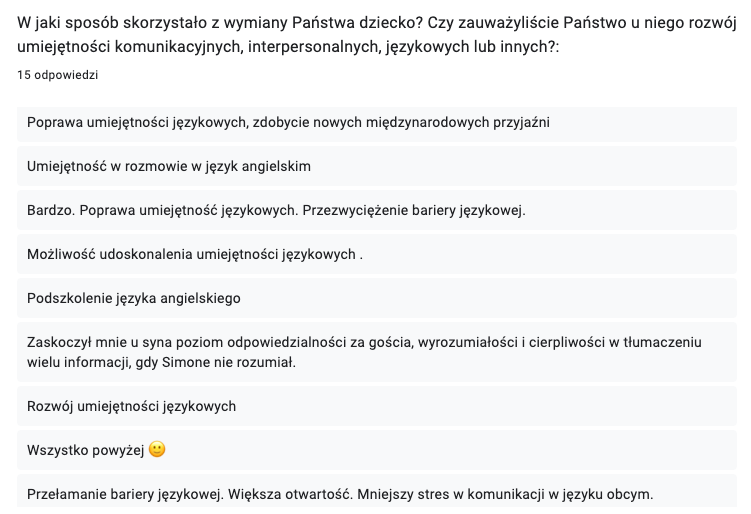 W jaki sposób skorzystało z wymiany Państwa dziecko? Czy zauważyliście Państwo u niego rozwój
umiejętności komunikacyjnych, interpersonalnych, językowych lub innych?:
15 odpowiedzi
Poprawa umiejętności językowych, zdobycie nowych międzynarodowych przyjaźni
Umiejętność w rozmowie w język angielskim
Bardzo. Poprawa umiejętność językowych. Przezwyciężenie bariery językowej.
Możliwość udoskonalenia umiejętności językowych .
Podszkolenie języka angielskiego
Zaskoczył mnie u syna poziom odpowiedzialności za gościa, wyrozumiałości i cierpliwości w tłumaczeniu
wielu informacji, gdy Simone nie rozumiał.
Rozwój umiejętności językowych
Wszystko powyżej 🙂
Przełamanie bariery językowej. Większa otwartość. Mniejszy stres w komunikacji w języku obcym.